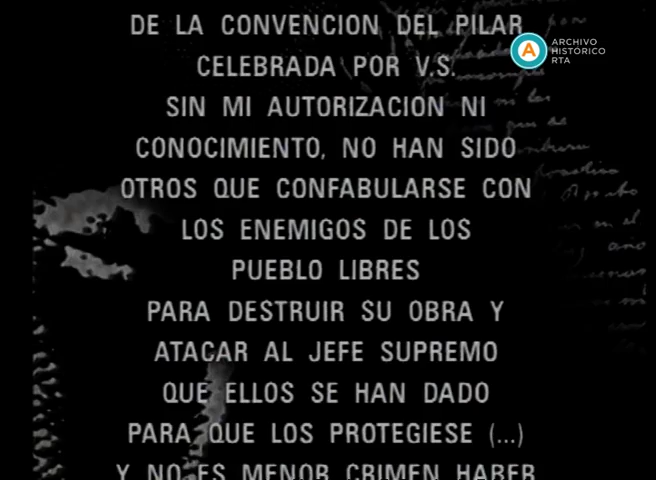 DE LA CONVENCION DEL PILAR
CELEBRADA POR V.S.
SIN MI AUTORIZACION NI
CONOCIMIENTO, NO HAN SIDO
OTROS QUE CONFABULARSE CON
LOS ENEMIGOS DE LOS
PUEBLO LIBRES
PARA DESTRUIR SU OBRA Y
ATACAR AL JEFE SUPREMO
QUE ELLOS SE HAN DADO
PARA QUE LOS PROTEGIESE (...)
Y NO ES MENOR CRIMEN HABER
A
ARCHIVO
HISTORICO
RTA